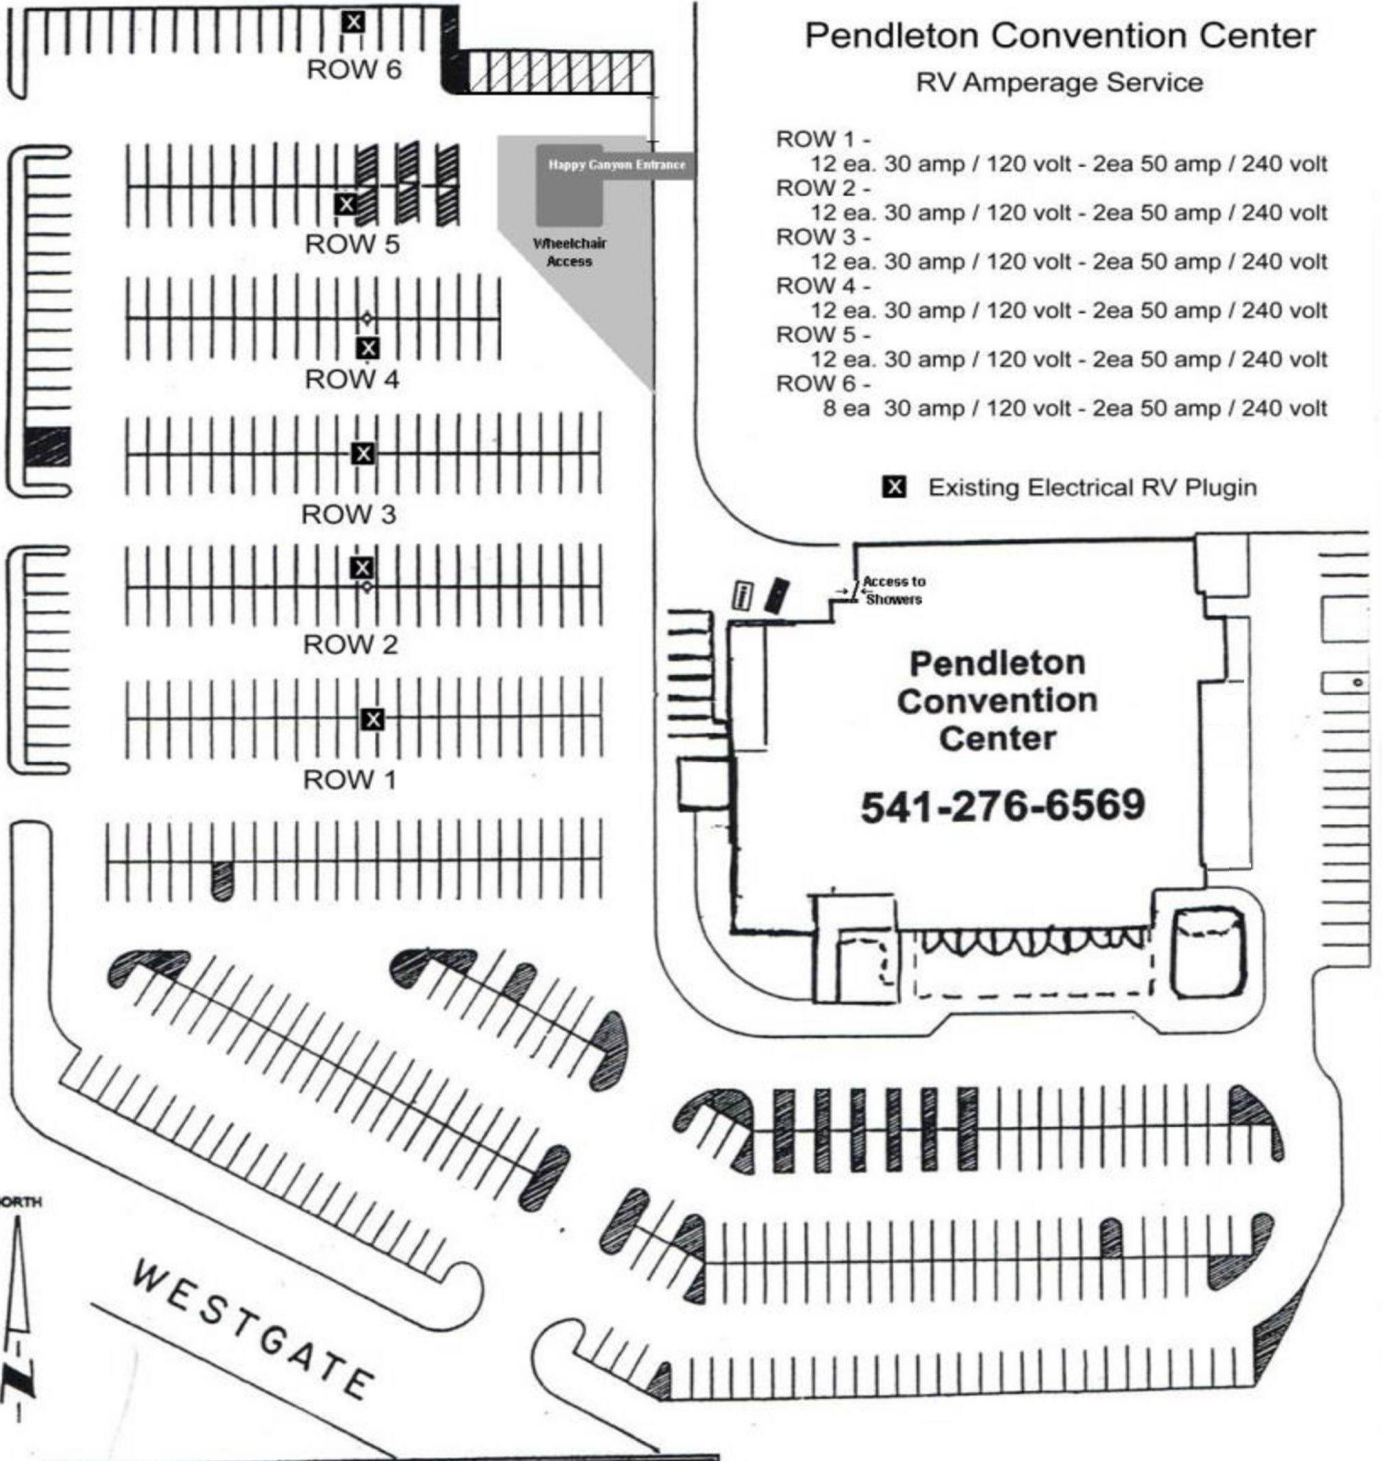 Pendleton Convention Center
RV Amperage Service
ROW 1 -
12 ea. 30 amp / 120 volt - 2ea 50 amp / 240 volt
ROW 2 -
12 ea. 30 amp / 120 volt - 2ea 50 amp / 240 volt
ROW 3 -
12 ea. 30 amp / 120 volt - 2ea 50 amp / 240 volt
ROW 4 -
12 ea. 30 amp / 120 volt - 2ea 50 amp / 240 volt
ROW 5 -
12 ea. 30 amp / 120 volt - 2ea 50 amp / 240 volt
ROW 6 -
8 ea 30 amp / 120 volt - 2ea 50 amp / 240 volt
X Existing Electrical RV Plugin
X
ROW 6
Happy Canyon Entrance
Wheelchair
Access
X
ROW 5
X
ROW 4
X
ROW 3
X
ROW 2
X
ROW 1
Access to
Showers
Pendleton
Convention
Center
541-276-6569
ORTH
N
WESTGATE